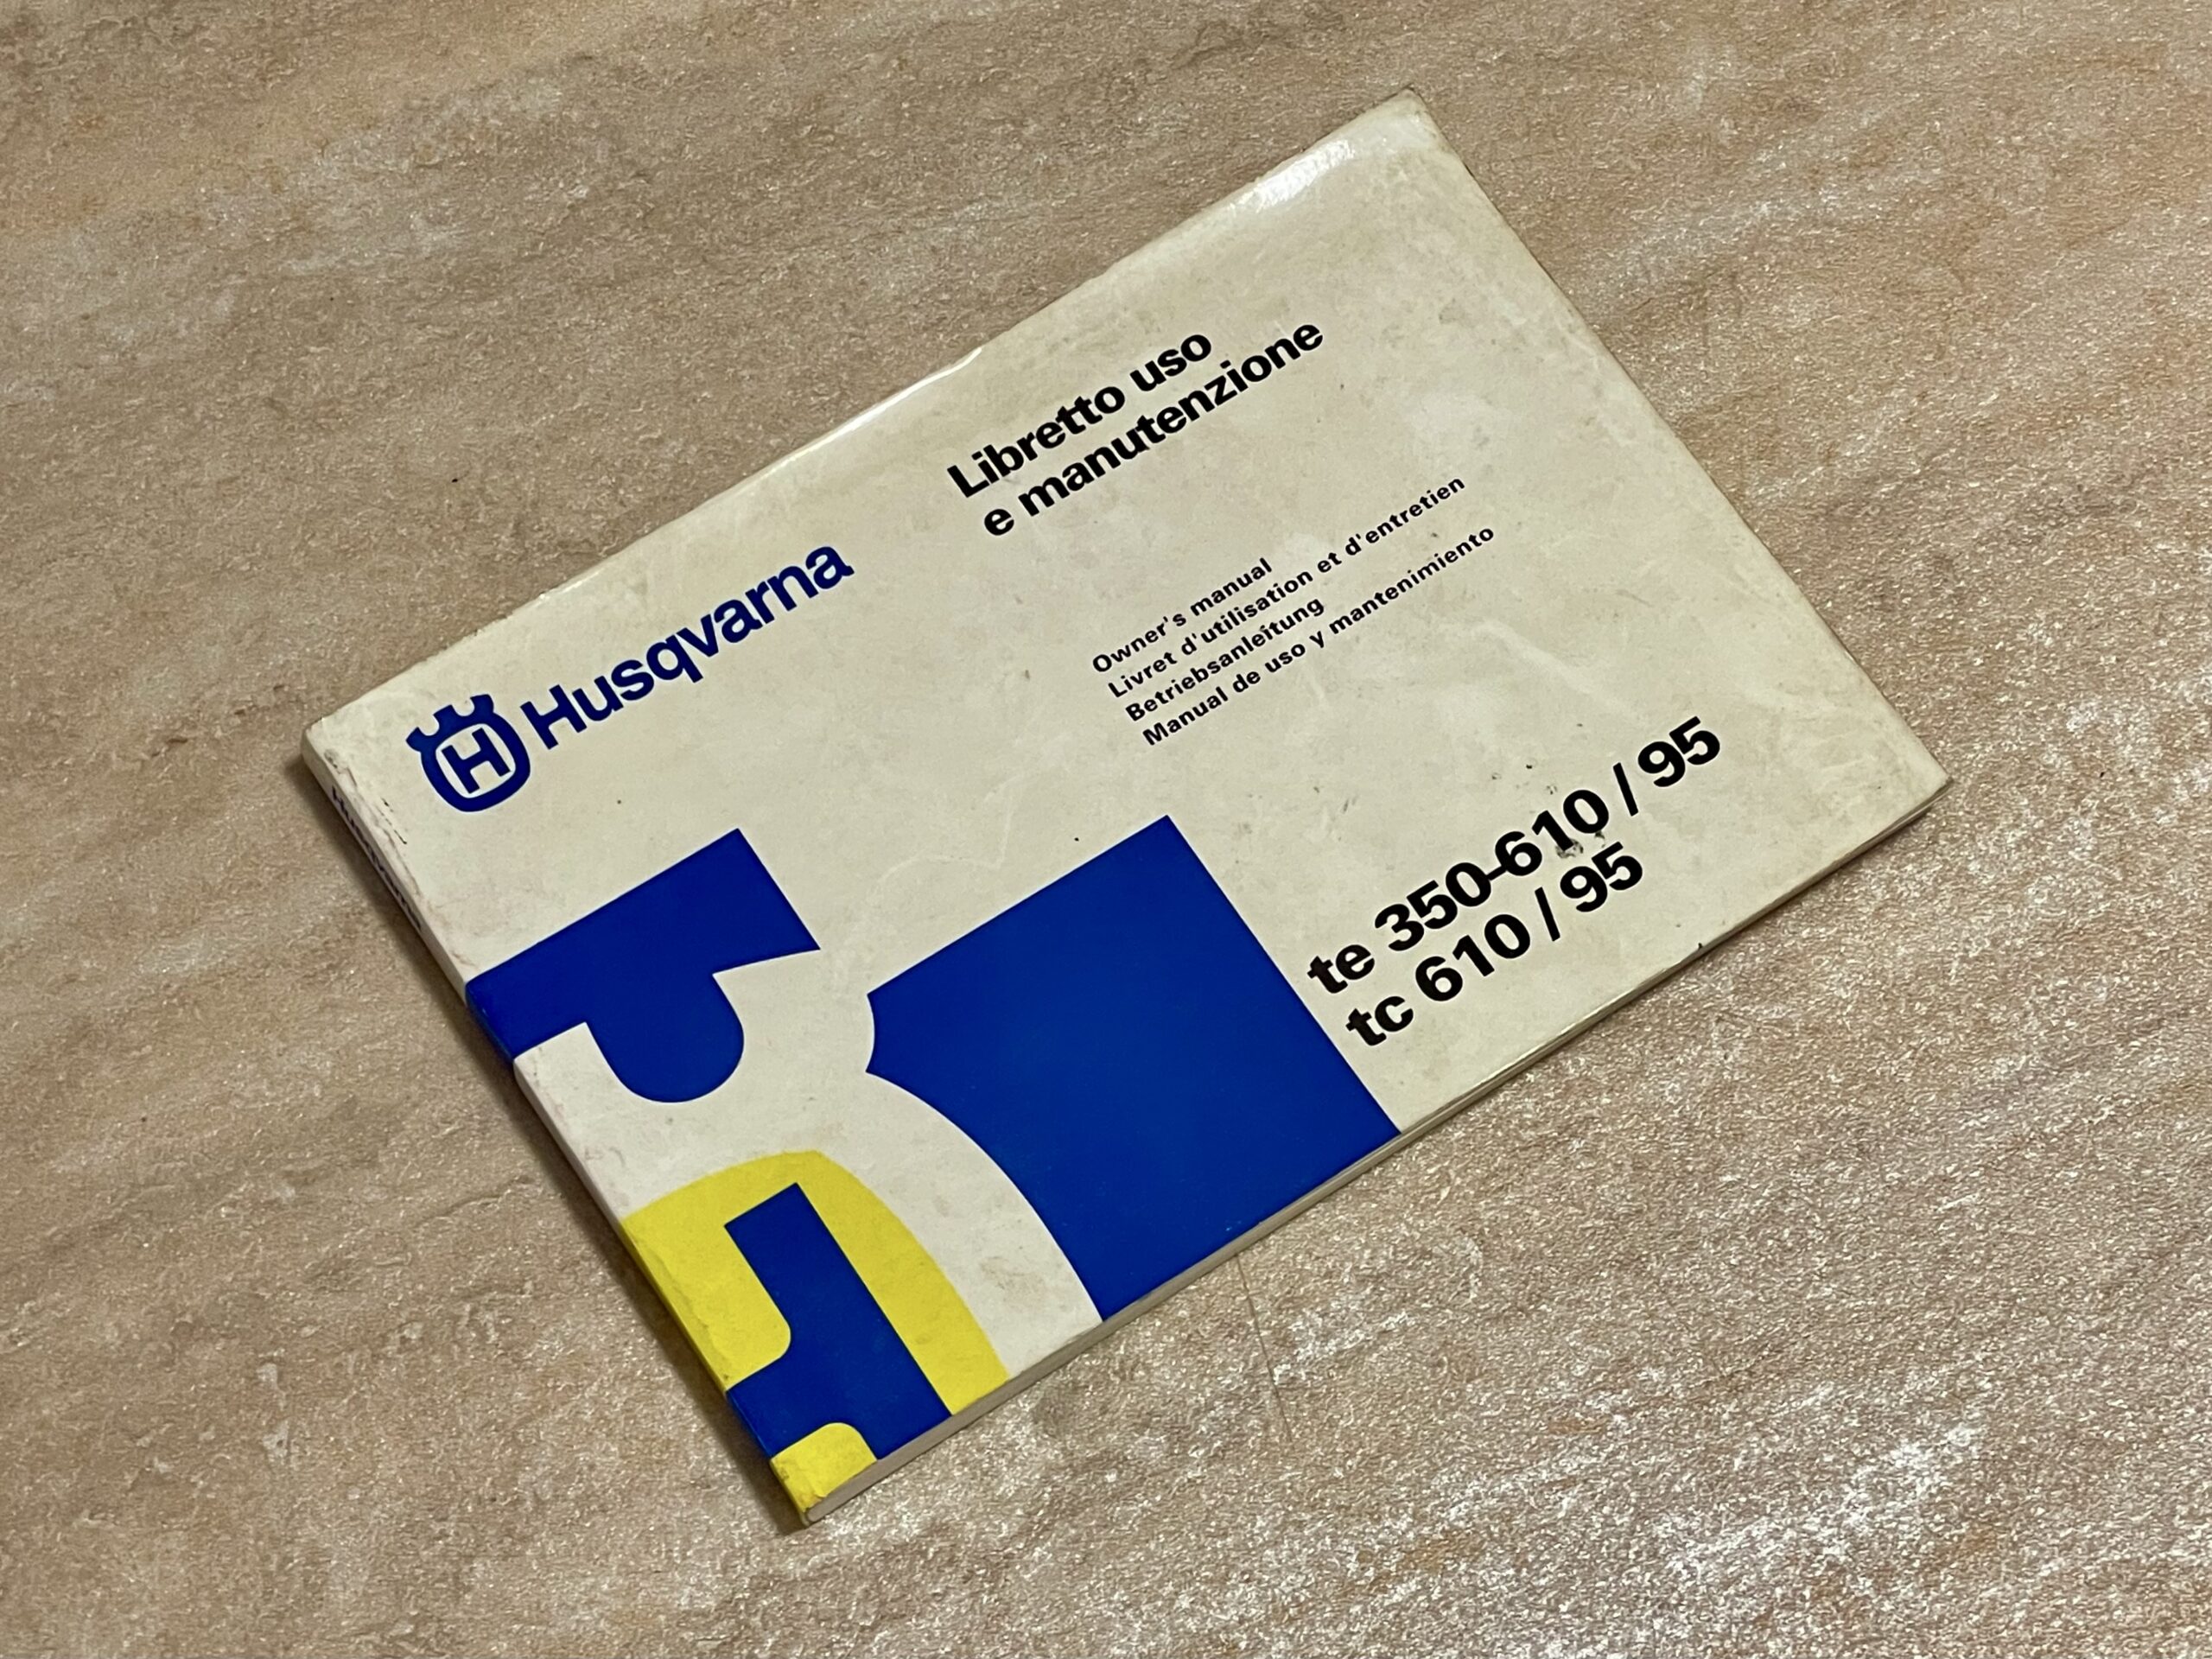 Husqvarna
Libretto uso
e manutenzione
Owner's manual
Livret d'utilisation et d'entretien
Betriebsanleitung
Manual de uso y mantenimiento
te 350-610 / 95
tc 610 / 95
H